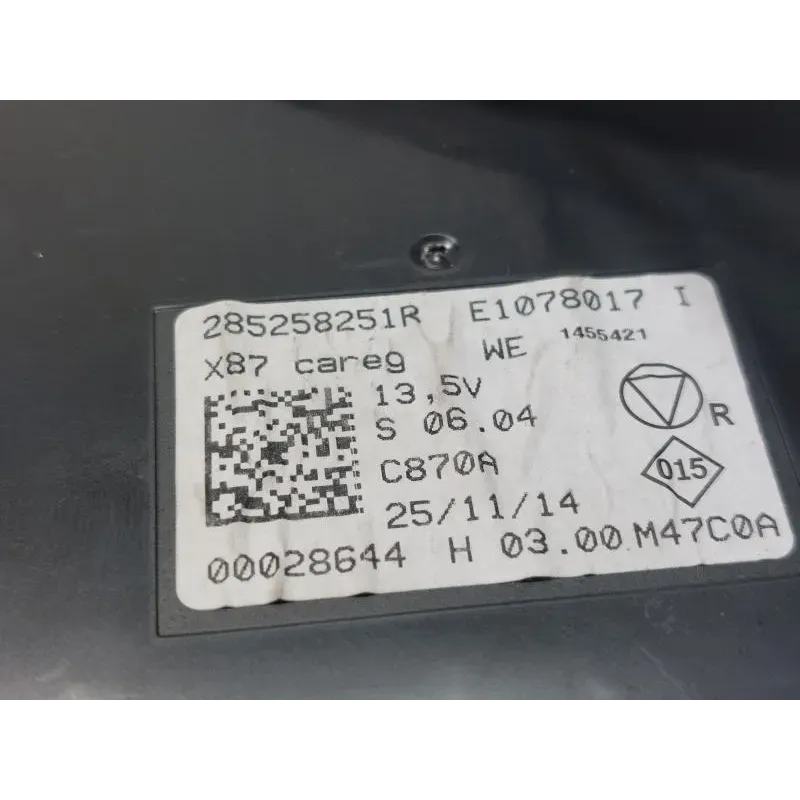 285258251R E1078017 I
X87 careg WE 1455421
13,5V
S 06.04
R
C870A
015
25/11/14
00028644 H 03.00 M47C0A